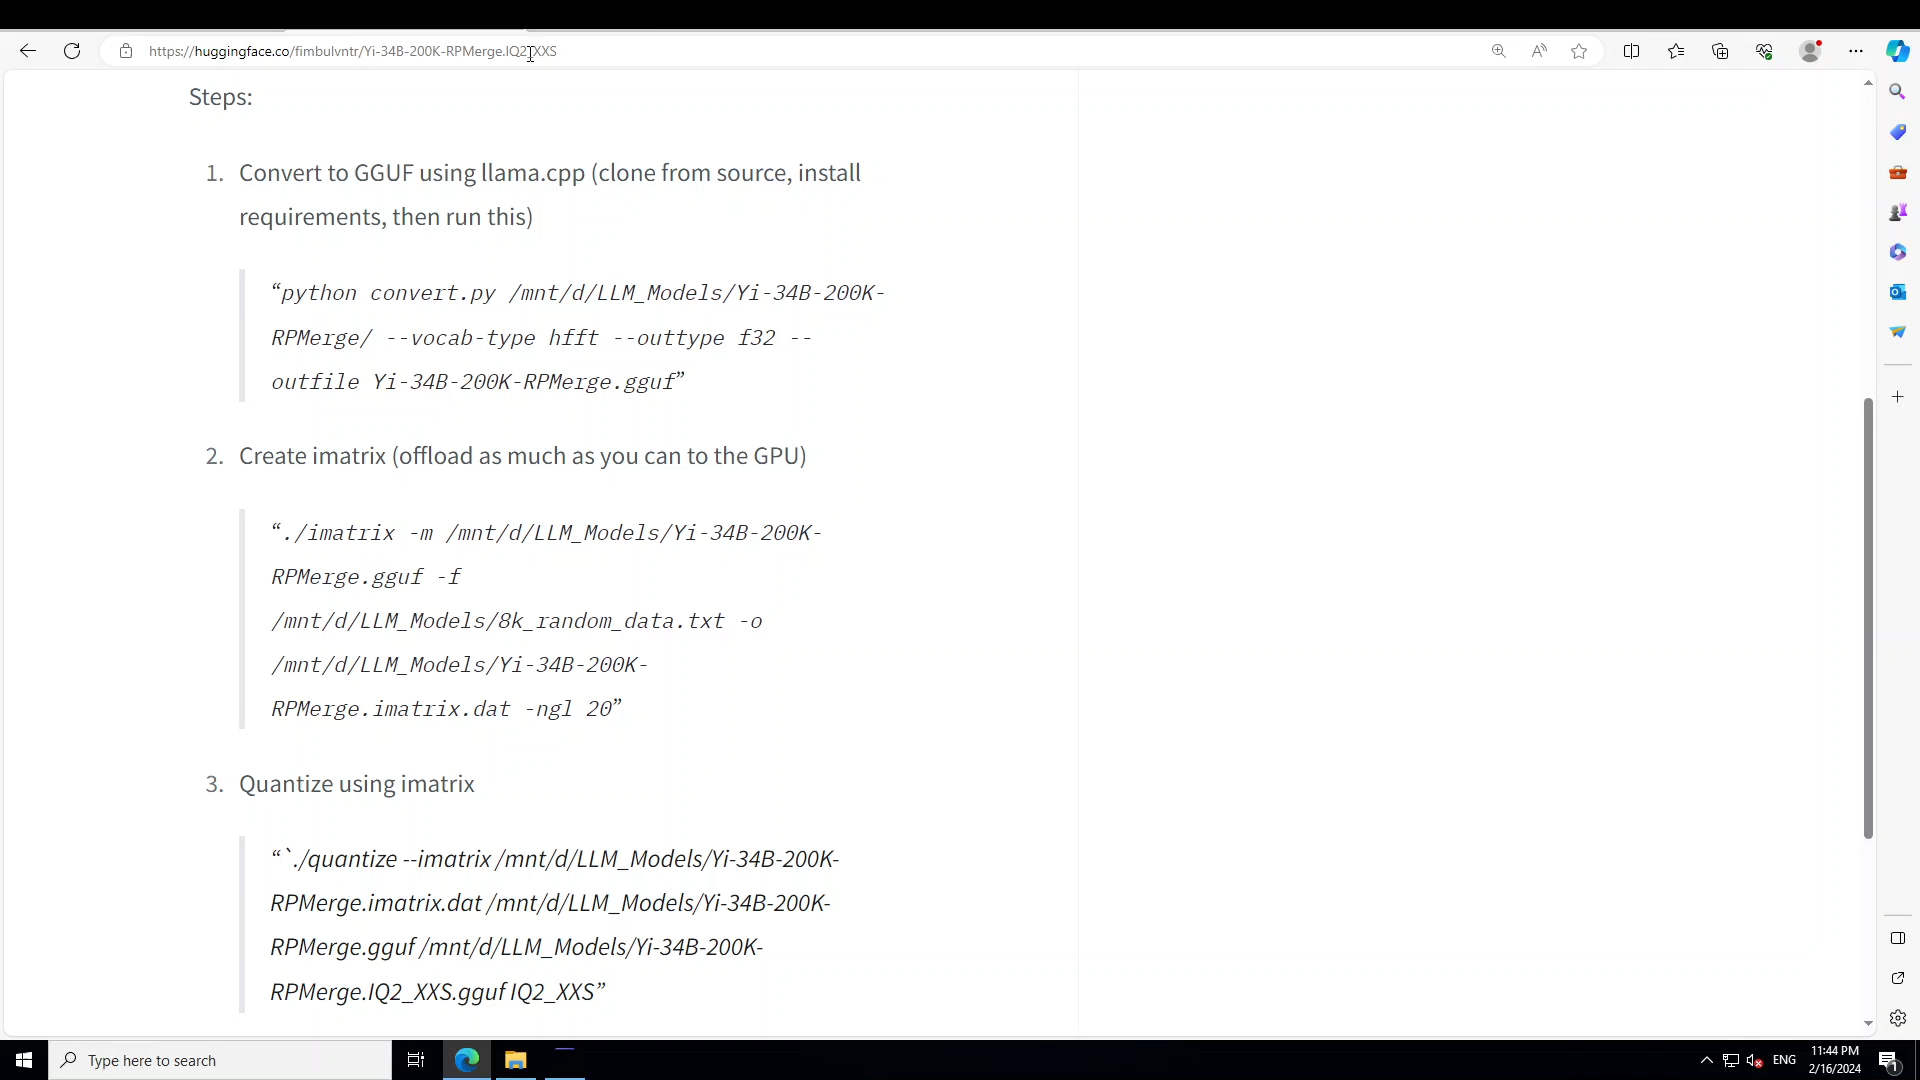 https://huggingface.co/fimbulvntr/Yi-34B-200K-RPMerge.IQ2_XXS
Steps:
1. Convert to GGUF using llama.cpp (clone from source, install
requirements, then run this)
“python convert.py /mnt/d/LLM_Models/Yi-34B-200K-
RPMerge/ --vocab-type hfft --outtype f32 --
outfile Yi-34B-200K-RPMerge.gguf”
2. Create imatrix (offload as much as you can to the GPU)
“./imatrix -m /mnt/d/LLM_Models/Yi-34B-200K-
RPMerge.gguf -f
/mnt/d/LLM_Models/8k_random_data.txt -o
/mnt/d/LLM_Models/Yi-34B-200K-
RPMerge.imatrix.dat -ngl 20”
3. Quantize using imatrix
“`./quantize --imatrix /mnt/d/LLM_Models/Yi-34B-200K-
RPMerge.imatrix.dat /mnt/d/LLM_Models/Yi-34B-200K-
RPMerge.gguf /mnt/d/LLM_Models/Yi-34B-200K-
RPMerge.IQ2_XXS.gguf IQ2_XXS”
Type here to search
ENG
11:44 PM
2/16/2024
1